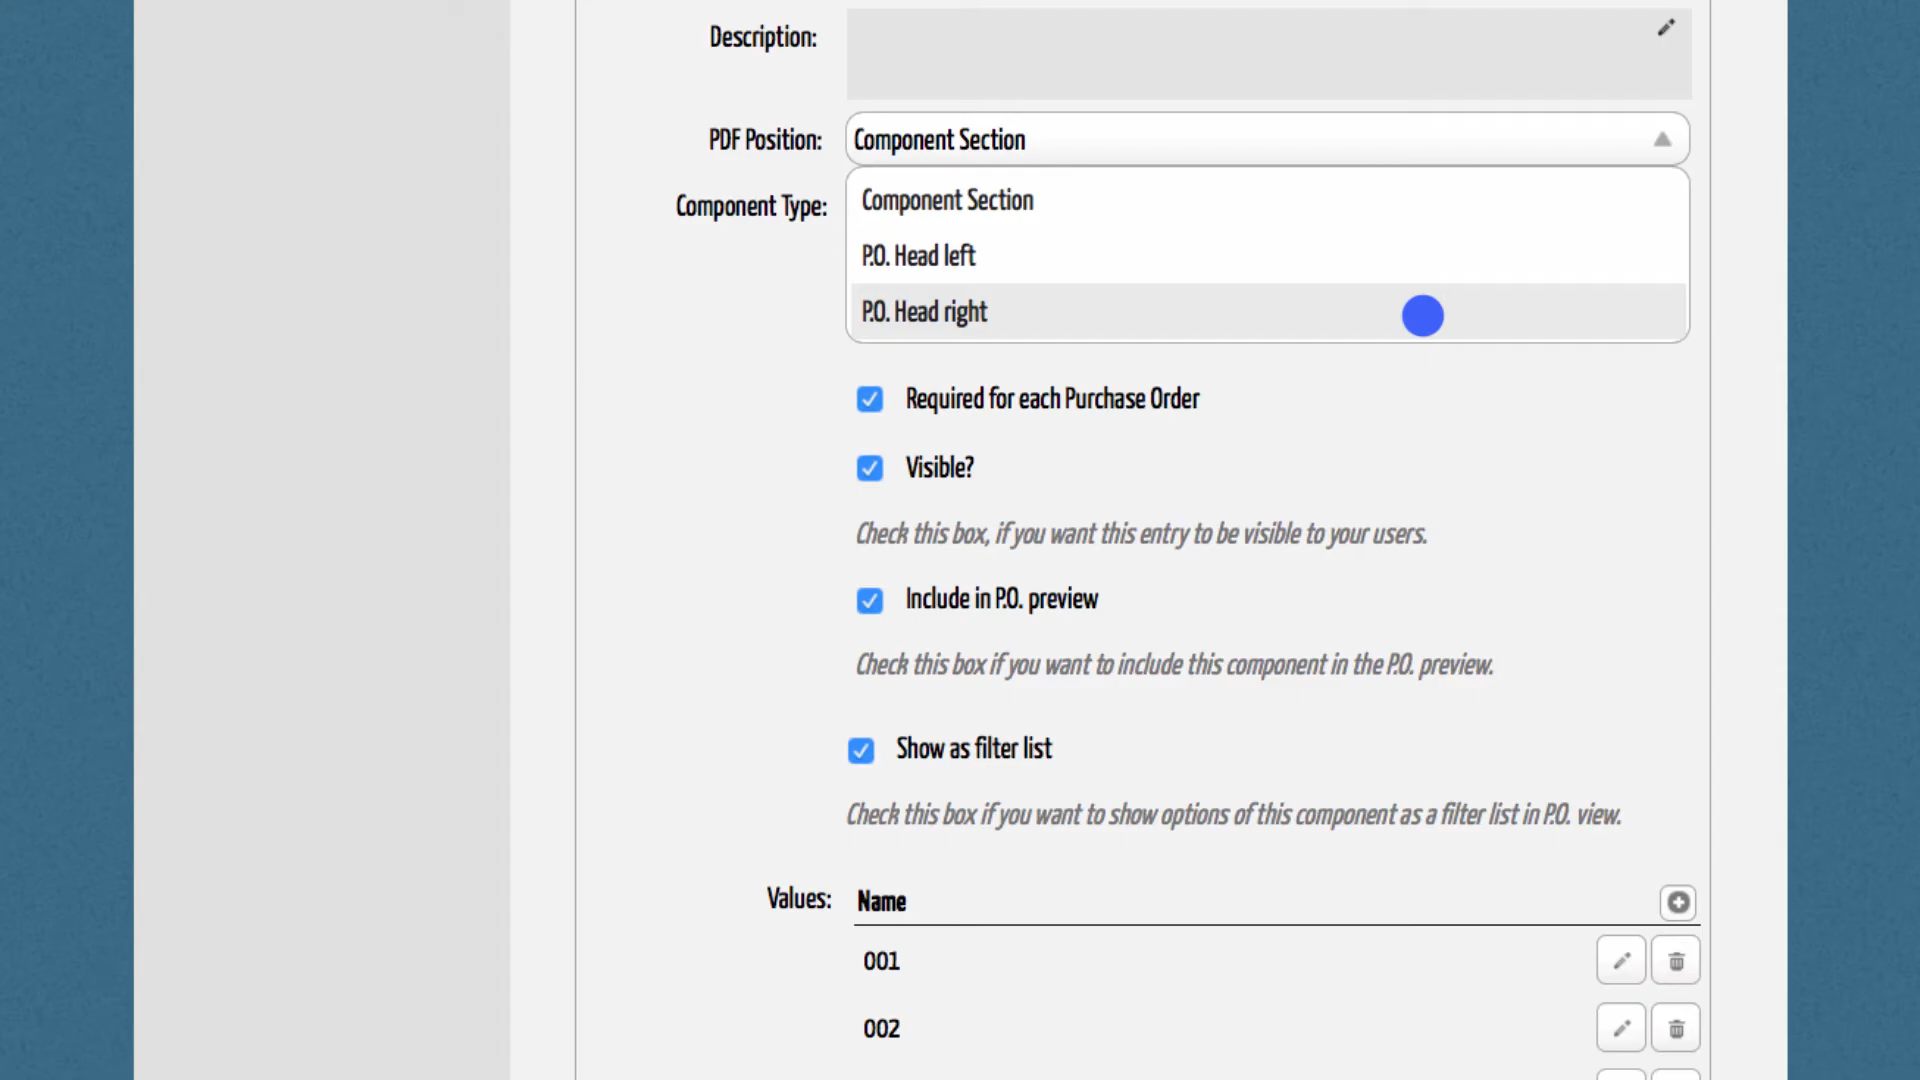 Description:
PDF Position: Component Section
Component Type:
Component Section
P.O. Head left
P.O. Head right
Required for each Purchase Order
Visible?
Check this box, if you want this entry to be visible to your users.
Include in P.O. preview
Check this box if you want to include this component in the P.O. preview.
Show as filter list
Check this box if you want to show options of this component as a filter list in P.O. view.
Values: Name
001
002